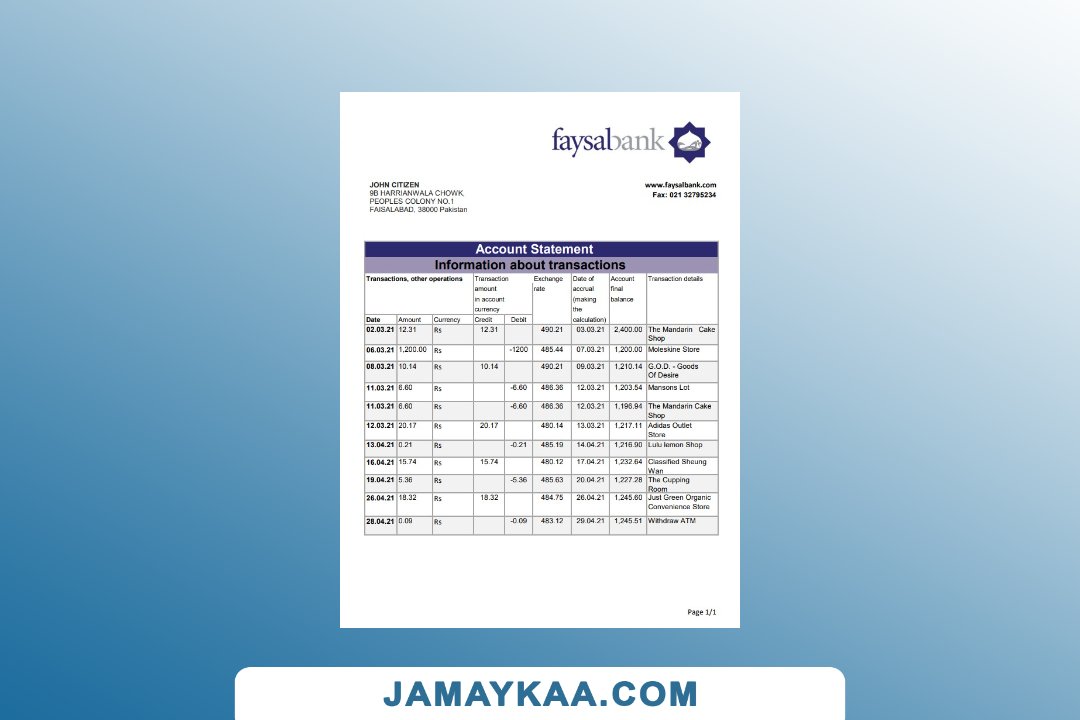 faysalbank
JOHN CITIZEN
9B HARRIANWALA CHOWK,
PEOPLES COLONY NO.1
FAISALABAD, 38000 Pakistan
www.faysalbank.com
Fax: 021 32795234
Account Statement
Information about transactions
Transactions, other operations Transaction amount in account currency Exchange rate Date of accrual (making the calculation) Account final balance Transaction details
Date Amount Currency Credit Debit
02.03.21 12.31 Rs 12.31 490.21 03.03.21 2,400.00 The Mandarin Cake Shop
06.03.21 1,200.00 Rs -1200 485.44 07.03.21 1,200.00 Moleskine Store
08.03.21 10.14 Rs 10.14 490.21 09.03.21 1,210.14 G.O.D. - Goods Of Desire
11.03.21 6.60 Rs -6.60 486.36 12.03.21 1,203.54 Mansons Lot
11.03.21 6.60 Rs -6.60 486.36 12.03.21 1,196.94 The Mandarin Cake Shop
12.03.21 20.17 Rs 20.17 480.14 13.03.21 1,217.11 Adidas Outlet Store
13.04.21 0.21 Rs -0.21 485.19 14.04.21 1,216.90 Lulu lemon Shop
16.04.21 15.74 Rs 15.74 480.12 17.04.21 1,232.64 Classified Sheung Wan
19.04.21 5.36 Rs -5.36 485.63 20.04.21 1,227.28 The Cupping Room
26.04.21 18.32 Rs 18.32 484.75 26.04.21 1,245.60 Just Green Organic Convenience Store
28.04.21 0.09 Rs -0.09 483.12 29.04.21 1,245.51 Withdraw ATM
Page 1/1
JAMAYKAA.COM